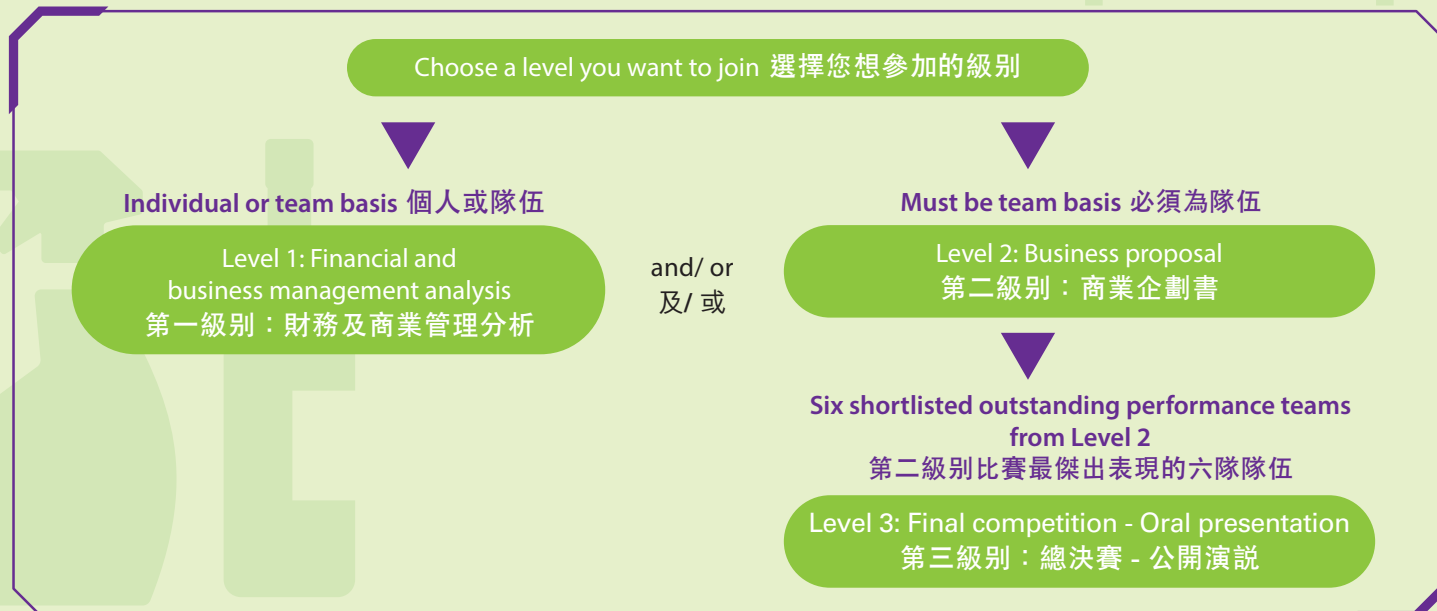 Choose a level you want to join 選擇您想參加的級別
Individual or team basis 個人或隊伍
Level 1: Financial and
business management analysis
第一級別：財務及商業管理分析
and/ or
及/ 或
Must be team basis 必須為隊伍
Level 2: Business proposal
第二級別：商業企劃書
Six shortlisted outstanding performance teams
from Level 2
第二級別比賽最傑出表現的六隊隊伍
Level 3: Final competition - Oral presentation
第三級別：總決賽 - 公開演説